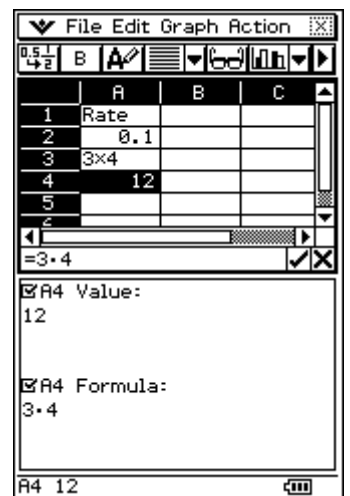 File Edit Graph Action
0.5 1 2 B A
A B C
1 Rate
2 0.1
3 3×4
4 12
5
=3·4
A4 Value:
12
A4 Formula:
3·4
A4 12